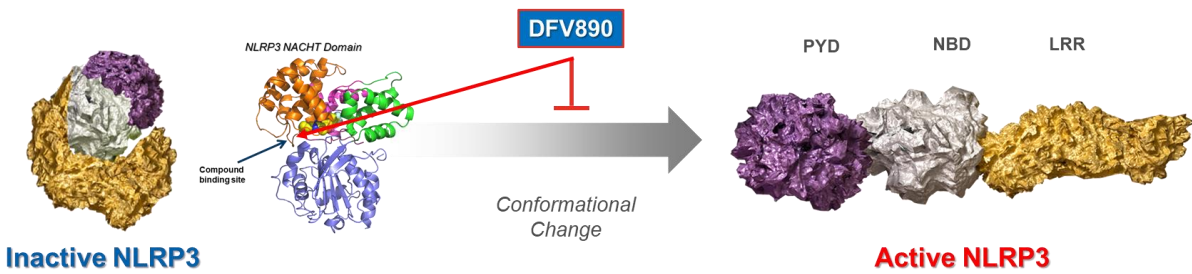 DFV890
NLRP3 NACHT Domain
PYD
NBD
LRR
Compound
binding site
Conformational
Change
Inactive NLRP3
Active NLRP3